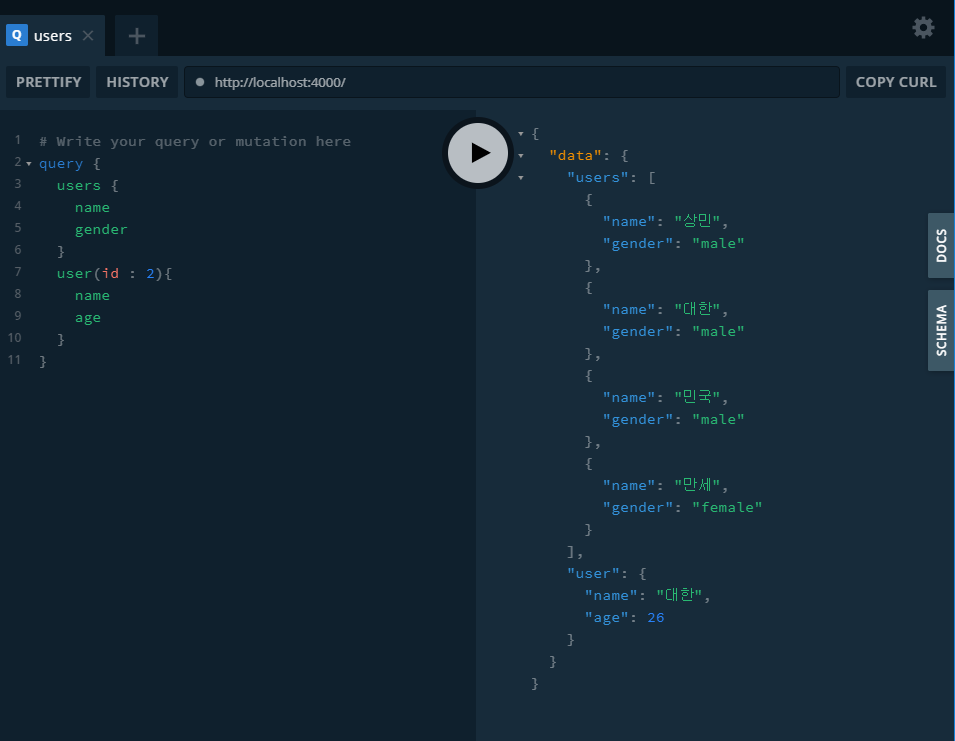 Q users ×
PRETTIFY HISTORY http://localhost:4000/ COPY CURL
1 # Write your query or mutation here
2 query {
3 users {
4 name
5 gender
6 }
7 user(id : 2){
8 name
9 age
10 }
11 }
{
"data": {
"users": [
{
"name": "상민",
"gender": "male"
},
{
"name": "대한",
"gender": "male"
},
{
"name": "민국",
"gender": "male"
},
{
"name": "만세",
"gender": "female"
}
],
"user": {
"name": "대한",
"age": 26
}
}
}
DOCS
SCHEMA